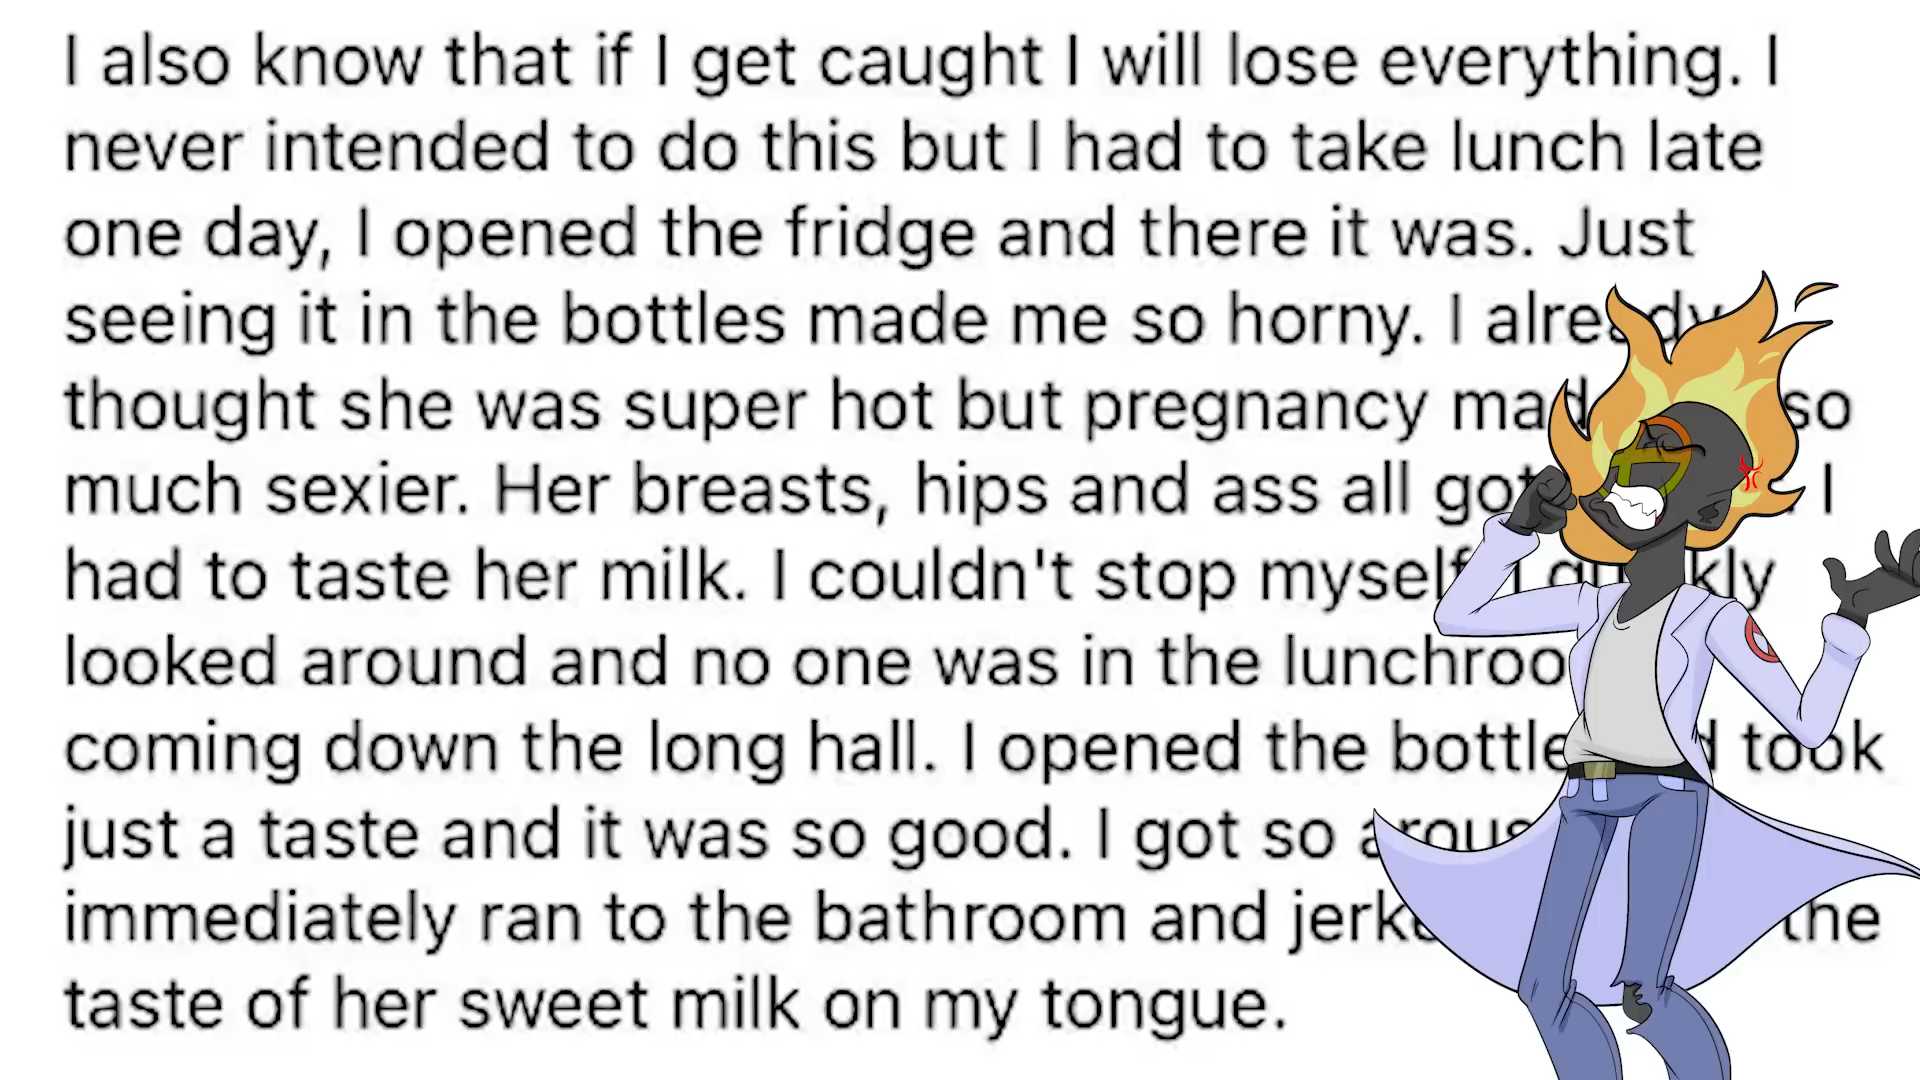 I also know that if I get caught I will lose everything. I
never intended to do this but I had to take lunch late
one day, I opened the fridge and there it was. Just
seeing it in the bottles made me so horny. I already
thought she was super hot but pregnancy made so
much sexier. Her breasts, hips and ass all got I
had to taste her milk. I couldn't stop myself. I quickly
looked around and no one was in the
coming down the long hall. I opened the bottle took
just a taste and it was so good. I got so
immediately ran to the bathroom and the
taste of her sweet milk on my tongue.